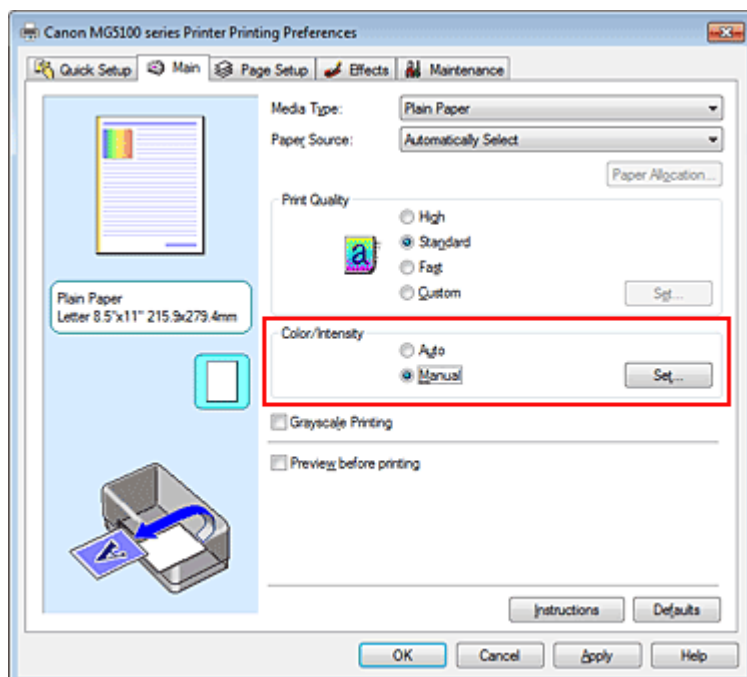 Canon MG5100 series Printer Printing Preferences
Quick Setup Main Page Setup Effects Maintenance
Media Type: Plain Paper
Paper Source: Automatically Select
Paper Allocation...
Print Quality
High
a Standard
Fast
Custom Set...
Plain Paper
Letter 8.5"x11" 215.9x279.4mm
Color/Intensity
Auto
Manual Set...
Grayscale Printing
Preview before printing
A
Instructions Defaults
OK Cancel Apply Help